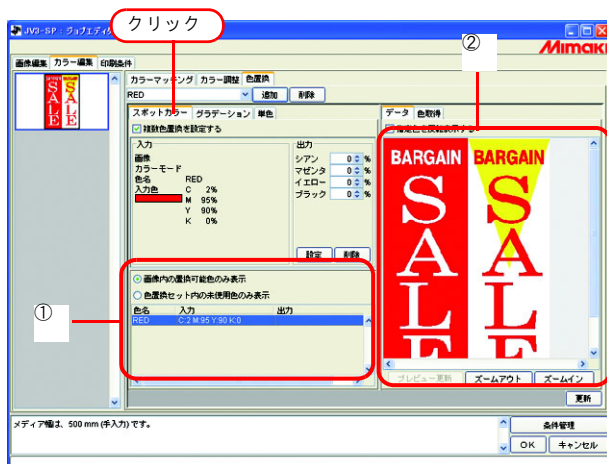 クリック
②
JV3-SP : ジョブエディタ
Mimaki
画像編集 カラー編集 印刷条件
カラーマッチング カラー調整 色置換
RED 追加 削除
スポットカラー グラデーション 単色
データ 色取得
複数色置換を設定する
指定色を反転表示する
入力
画像
カラーモード
色名 RED
入力色 C 2%
M 95%
Y 90%
K 0%
出力
シアン 0 %
マゼンタ 0 %
イエロー 0 %
ブラック 0 %
設定 削除
SALE
SALE
BARGAIN BARGAIN
SALE SALE
①
画像内の置換可能色のみ表示
色置換セット内の未使用色のみ表示
色名 入力 出力
RED C:2 M:95 Y:90 K:0
プレビュー更新 ズームアウト ズームイン
更新
メディア幅は、500 mm (手入力) です。
条件管理
OK キャンセル